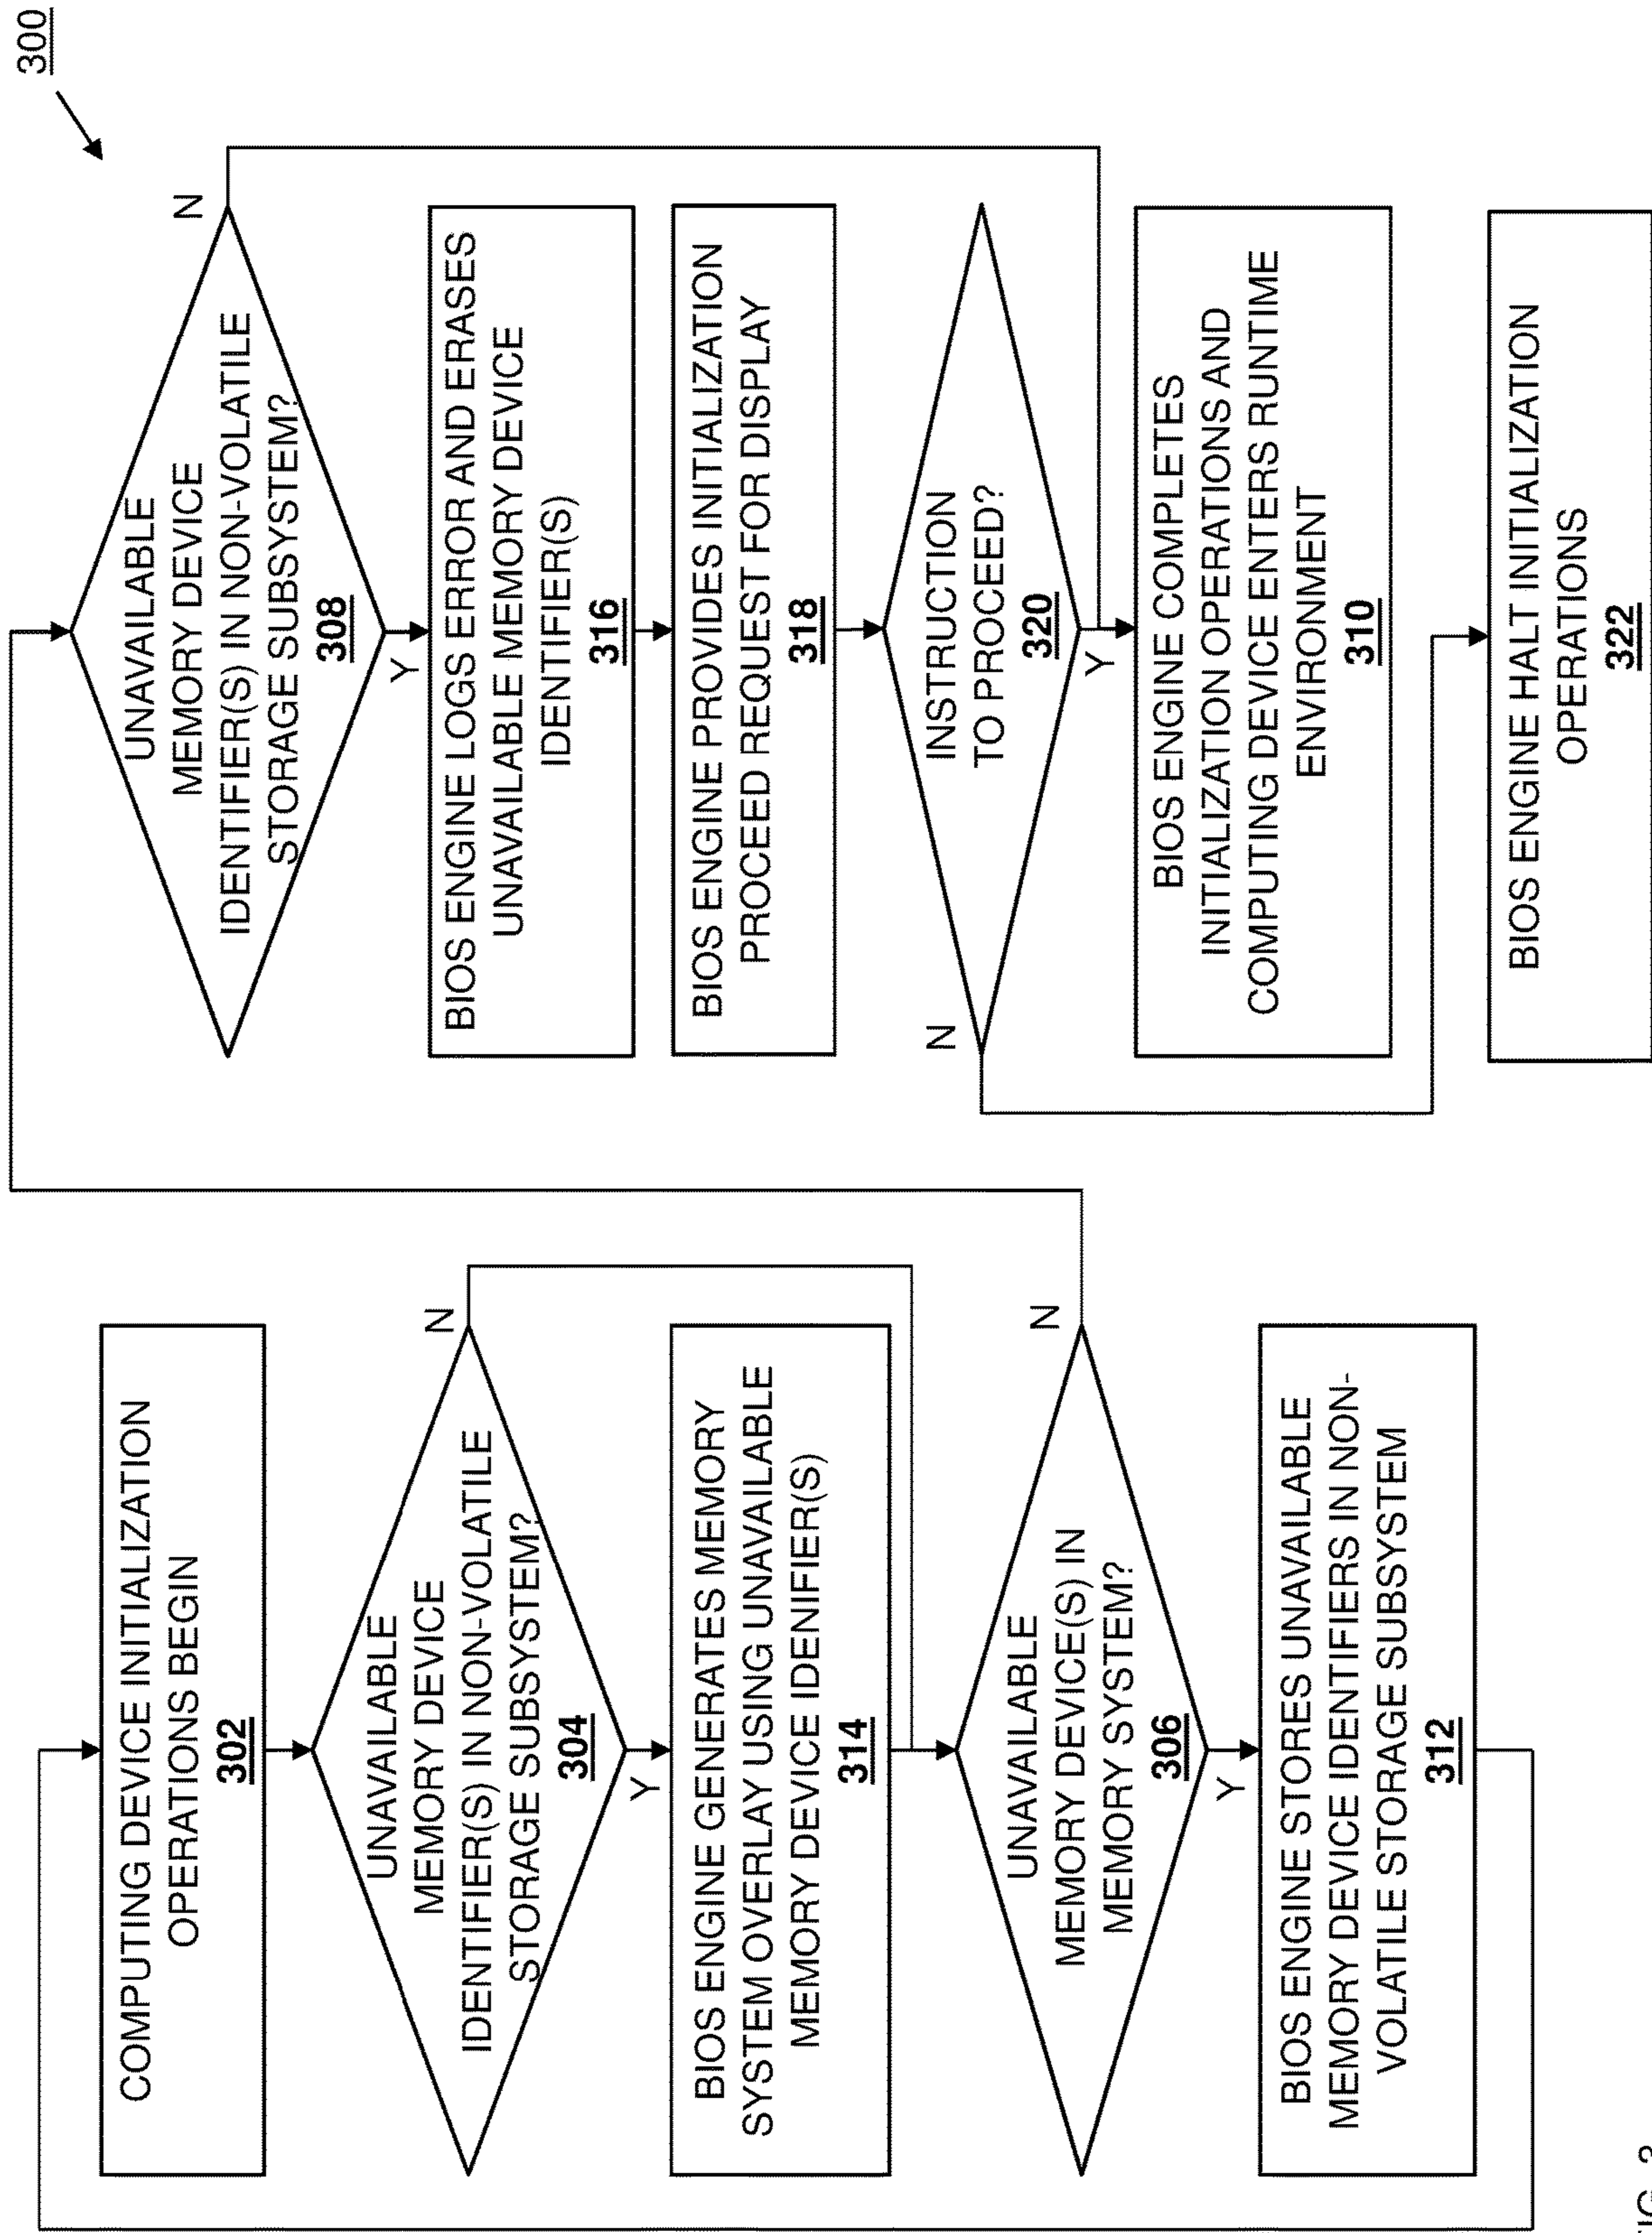 300
COMPUTING DEVICE INITIALIZATION
OPERATIONS BEGIN
302
UNAVAILABLE
MEMORY DEVICE
IDENTIFIER(S) IN NON-VOLATILE
STORAGE SUBSYSTEM?
304
N
Y
BIOS ENGINE GENERATES MEMORY
SYSTEM OVERLAY USING UNAVAILABLE
MEMORY DEVICE IDENIFIER(S)
314
UNAVAILABLE
MEMORY DEVICE(S) IN
MEMORY SYSTEM?
306
N
Y
BIOS ENGINE STORES UNAVAILABLE
MEMORY DEVICE IDENTIFIERS IN NON-
VOLATILE STORAGE SUBSYSTEM
312
UNAVAILABLE
MEMORY DEVICE
IDENTIFIER(S) IN NON-VOLATILE
STORAGE SUBSYSTEM?
308
N
Y
BIOS ENGINE LOGS ERROR AND ERASES
UNAVAILABLE MEMORY DEVICE
IDENTIFIER(S)
316
BIOS ENGINE PROVIDES INITIALIZATION
PROCEED REQUEST FOR DISPLAY
318
INSTRUCTION
TO PROCEED?
320
N
Y
BIOS ENGINE COMPLETES
INITIALIZATION OPERATIONS AND
COMPUTING DEVICE ENTERS RUNTIME
ENVIRONMENT
310
BIOS ENGINE HALT INITIALIZATION
OPERATIONS
322